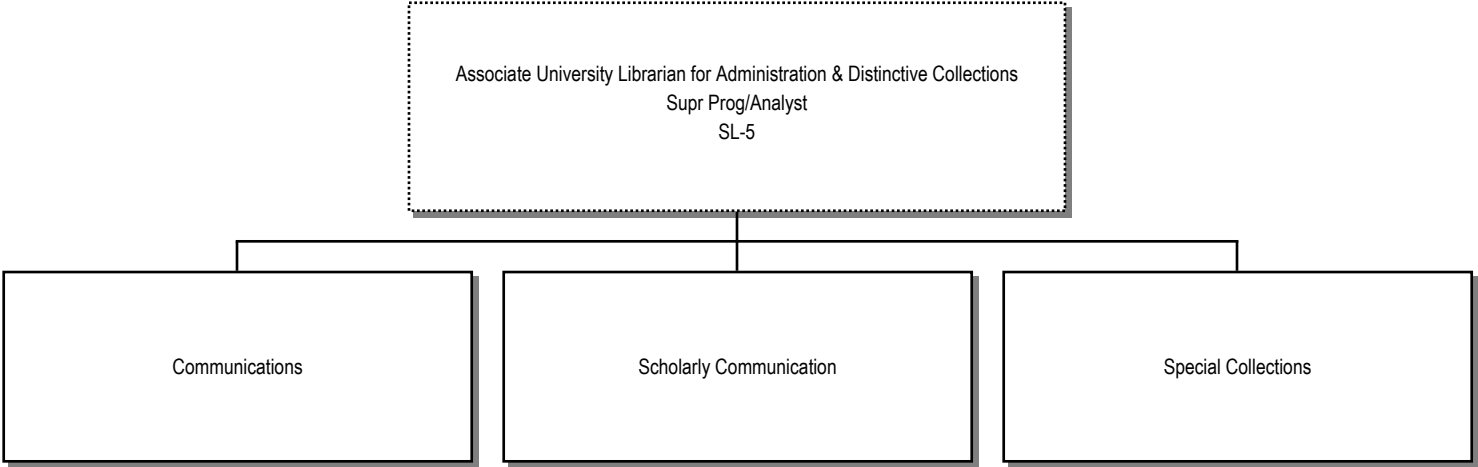 Associate University Librarian for Administration & Distinctive Collections
Supr Prog/Analyst
SL-5
Communications
Scholarly Communication
Special Collections